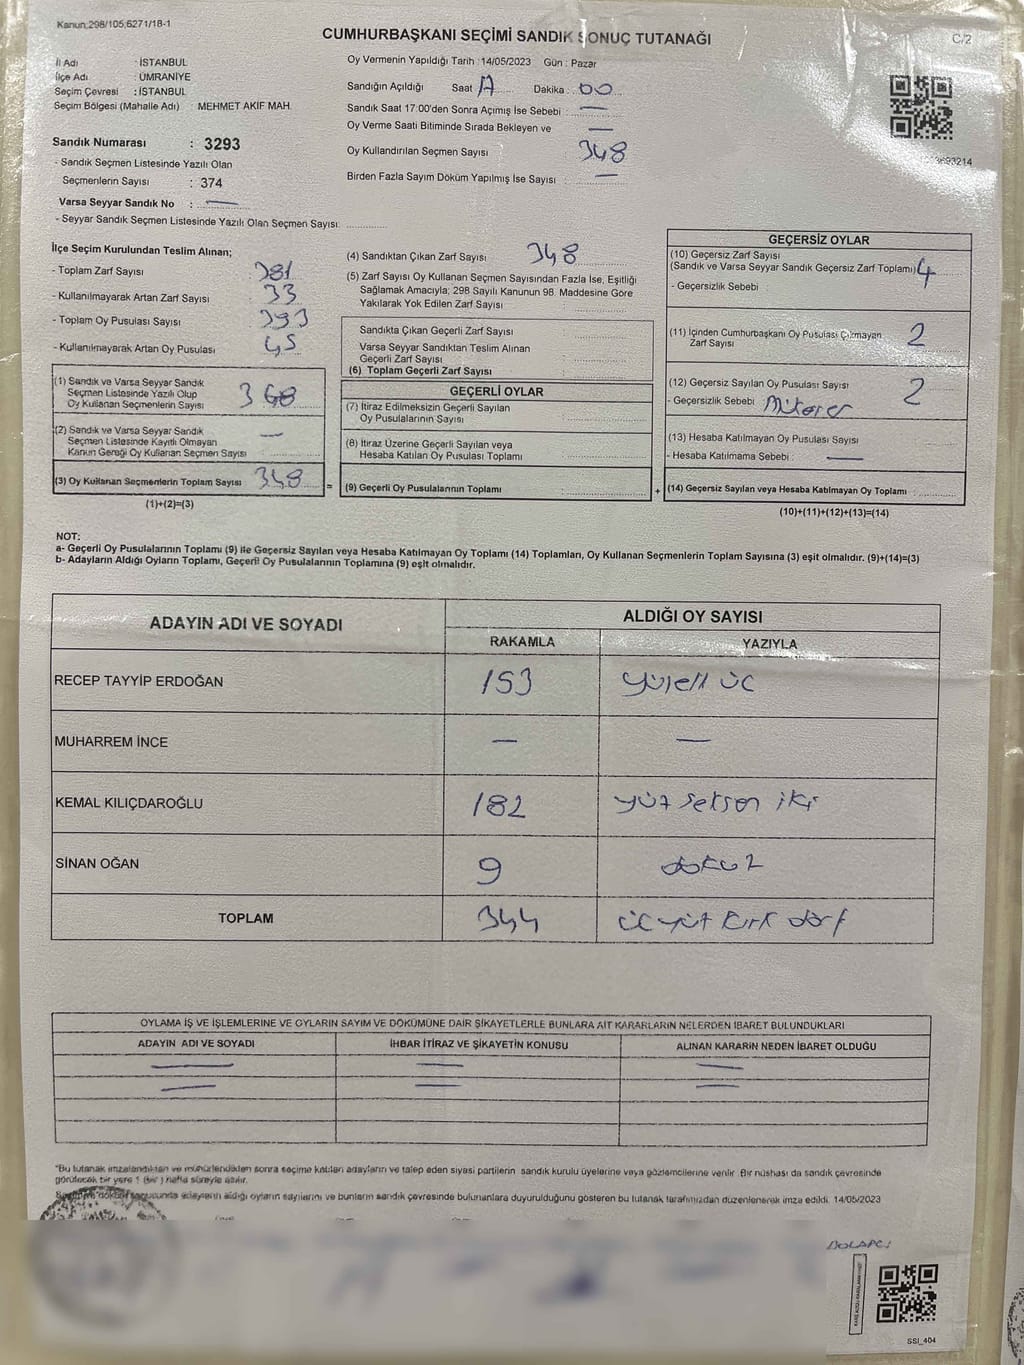 Kanun;298/105;6271/18-1
CUMHURBAŞKANI SEÇİMİ SANDIK SONUÇ TUTANAĞI
C/2
İl Adı : İSTANBUL
İlçe Adı : ÜMRANİYE
Seçim Çevresi : İSTANBUL
Seçim Bölgesi (Mahalle Adı) : MEHMET AKİF MAH.
Sandık Numarası : 3293
- Sandık Seçmen Listesinde Yazılı Olan
Seçmenlerin Sayısı : 374
Varsa Seyyar Sandık No : —
- Seyyar Sandık Seçmen Listesinde Yazılı Olan Seçmen Sayısı:
Oy Vermenin Yapıldığı Tarih : 14/05/2023 Gün : Pazar
Sandığın Açıldığı Saat Dakika : 00
Sandık Saat 17:00'den Sonra Açımış İse Sebebi : —
Oy Verme Saati Bitiminde Sırada Bekleyen ve —
Oy Kullandırılan Seçmen Sayısı 348
Birden Fazla Sayım Döküm Yapılmış İse Sayısı : —
İlçe Seçim Kurulundan Teslim Alınan;
- Toplam Zarf Sayısı 381
- Kullanılmayarak Artan Zarf Sayısı 33
- Toplam Oy Pusulası Sayısı 393
- Kullanılmayarak Artan Oy Pusulası 45
(1) Sandık ve Varsa Seyyar Sandık
Seçmen Listesinde Yazılı Olup
Oy Kullanan Seçmenlerin Sayısı 348
(2) Sandık ve Varsa Seyyar Sandık
Seçmen Listesinde Kayıtlı Olmayan
Kanun Gereği Oy Kullanan Seçmen Sayısı —
(3) Oy Kullanan Seçmenlerin Toplam Sayısı 348 =
(1)+(2)=(3)
(4) Sandıktan Çıkan Zarf Sayısı 348
(5) Zarf Sayısı Oy Kullanan Seçmen Sayısından Fazla İse, Eşitliği
Sağlamak Amacıyla; 298 Sayılı Kanunun 98. Maddesine Göre
Yakılarak Yok Edilen Zarf Sayısı
Sandıkta Çıkan Geçerli Zarf Sayısı
Varsa Seyyar Sandıktan Teslim Alınan
Geçerli Zarf Sayısı
(6) Toplam Geçerli Zarf Sayısı :
GEÇERLİ OYLAR
(7) İtiraz Edilmeksizin Geçerli Sayılan
Oy Pusulalarının Sayısı
(8) İtiraz Üzerine Geçerli Sayılan veya
Hesaba Katılan Oy Pusulası Toplamı
(9) Geçerli Oy Pusulalarının Toplamı : +
GEÇERSİZ OYLAR
(10) Geçersiz Zarf Sayısı
(Sandık ve Varsa Seyyar Sandık Geçersiz Zarf Toplamı) 4
- Geçersizlik Sebebi :
(11) İçinden Cumhurbaşkanı Oy Pusulası Çıkmayan
Zarf Sayısı 2
(12) Geçersiz Sayılan Oy Pusulası Sayısı 2
- Geçersizlik Sebebi
(13) Hesaba Katılmayan Oy Pusulası Sayısı
- Hesaba Katılmama Sebebi : —
(14) Geçersiz Sayılan veya Hesaba Katılmayan Oy Toplamı :
(10)+(11)+(12)+(13)=(14)
NOT:
a- Geçerli Oy Pusulalarının Toplamı (9) ile Geçersiz Sayılan veya Hesaba Katılmayan Oy Toplamı (14) Toplamları, Oy Kullanan Seçmenlerin Toplam Sayısına (3) eşit olmalıdır. (9)+(14)=(3)
b- Adayların Aldığı Oyların Toplamı, Geçerli Oy Pusulalarının Toplamına (9) eşit olmalıdır.
ADAYIN ADI VE SOYADI ALDIĞI OY SAYISI
RAKAMLA YAZIYLA
RECEP TAYYİP ERDOĞAN 153 yüzelli üç
MUHARREM İNCE — —
KEMAL KILIÇDAROĞLU 182 yüz seksen iki
SİNAN OĞAN 9 dokuz
TOPLAM 344 üç yüz kırk dört
OYLAMA İŞ VE İŞLEMLERİNE VE OYLARIN SAYIM VE DÖKÜMÜNE DAİR ŞİKAYETLERLE BUNLARA AİT KARARLARIN NELERDEN İBARET BULUNDUKLARI
ADAYIN ADI VE SOYADI İHBAR İTİRAZ VE ŞİKAYETİN KONUSU ALINAN KARARIN NEDEN İBARET OLDUĞU
— — —
— — —
*Bu tutanak imzalandıktan ve mühürlendikten sonra seçime katılan adayların ve talep eden siyasi partilerin sandık kurulu üyelerine veya gözlemcilerine verilir. Bir nüshası da sandık çevresinde
görülecek bir yere 1 (Bir) hafta süreyle asılır.
Seçim ve döküm sonucunda adayların aldığı oyların sayılarını ve bunların sandık çevresinde bulunanlara duyurulduğunu gösteren bu tutanak tarafımızdan düzenlenerek imza edildi. 14/05/2023
SSI_404